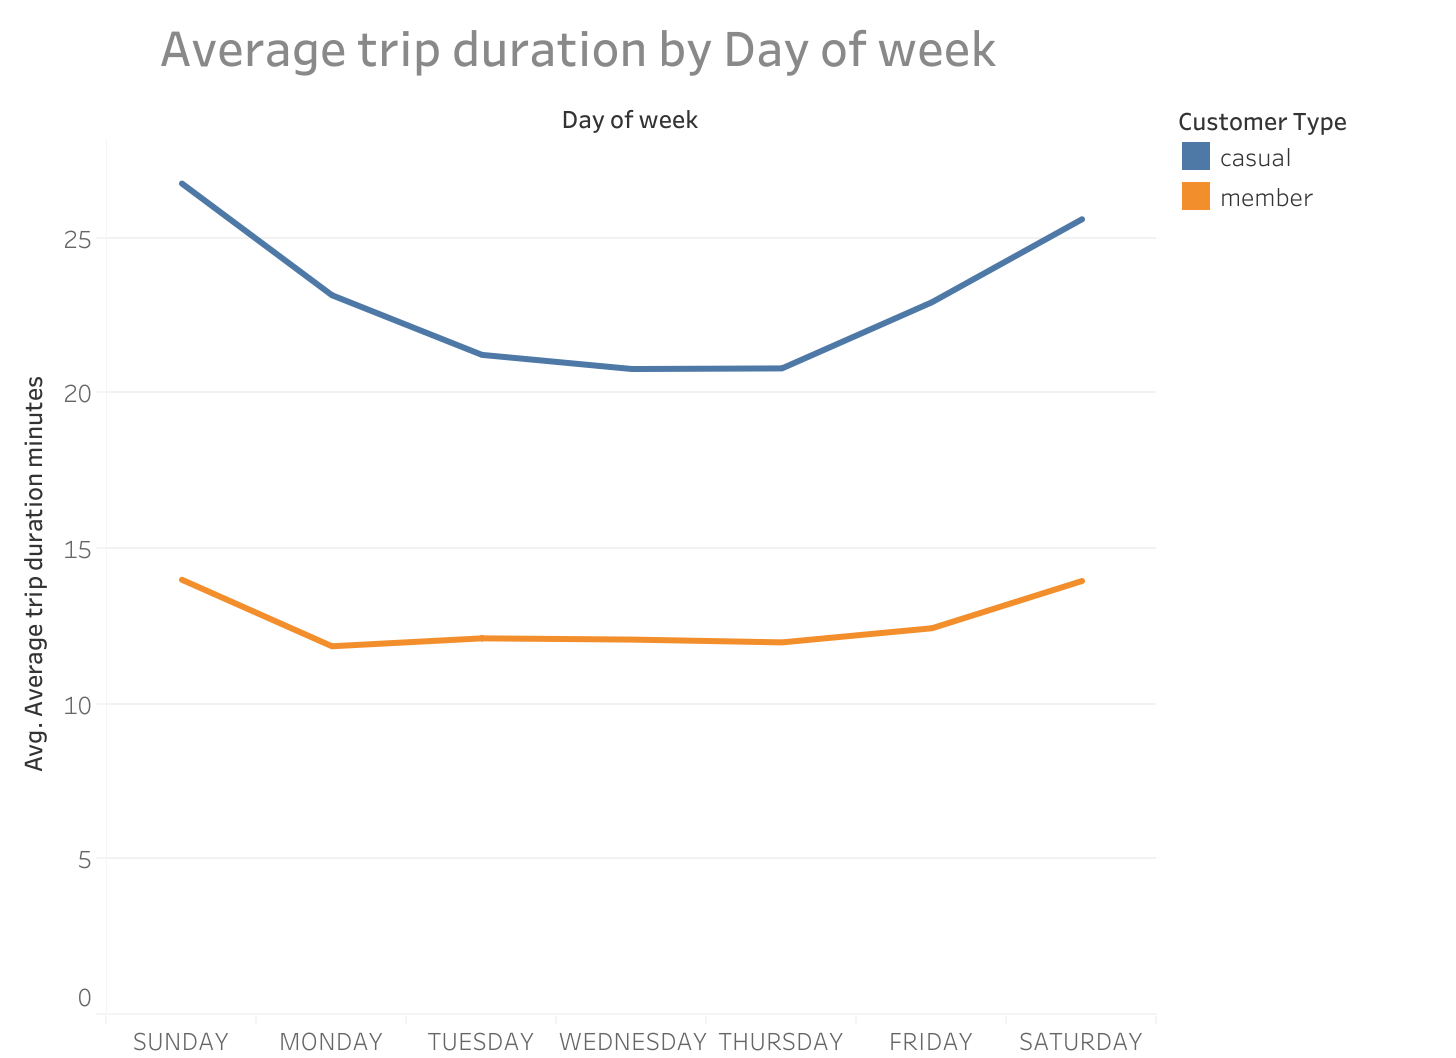 Average trip duration by Day of week
Day of week
Customer Type
casual
member
Avg. Average trip duration minutes
25
20
15
10
5
0
SUNDAY MONDAY TUESDAY WEDNESDAY THURSDAY FRIDAY SATURDAY